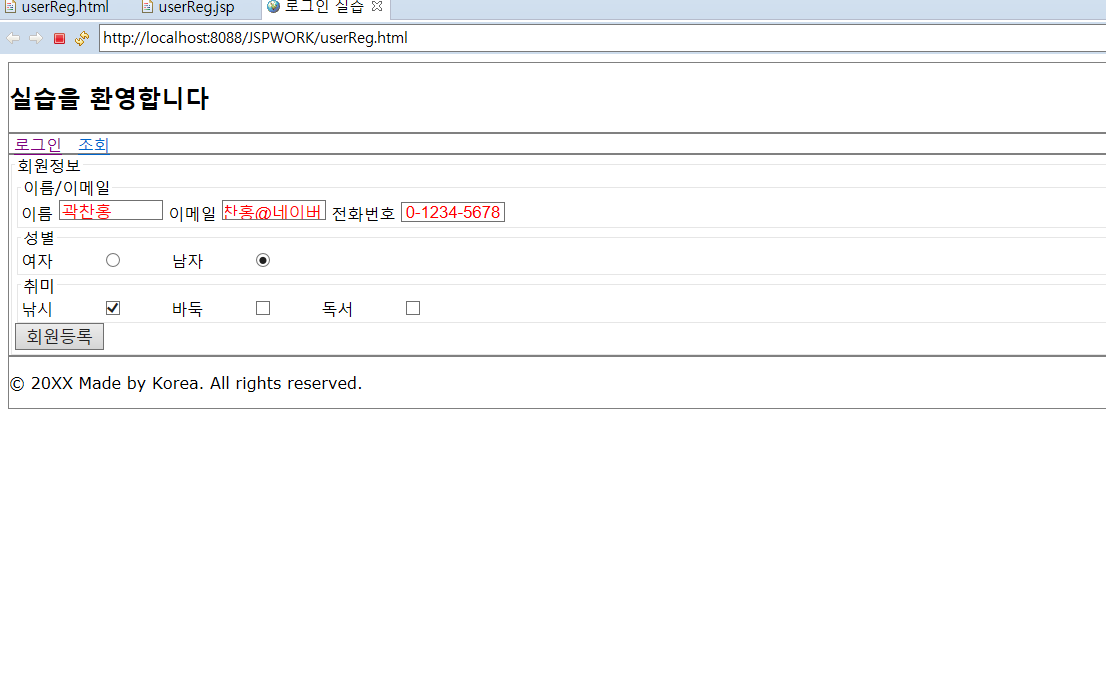 userReg.html userReg.jsp 로그인 실습
http://localhost:8088/JSPWORK/userReg.html
실습을 환영합니다
로그인 조회
회원정보
이름/이메일
이름 곽찬홍 이메일 찬홍@네이버 전화번호 0-1234-5678
성별
여자 남자
취미
낚시 바둑 독서
회원등록
© 20XX Made by Korea. All rights reserved.